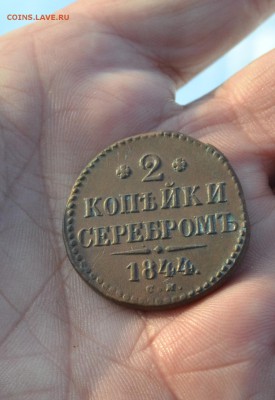 COINS.LAVE.RU
* 2 *
КОПѢЙКИ
СЕРЕБРОМЪ
1844.
С.М.